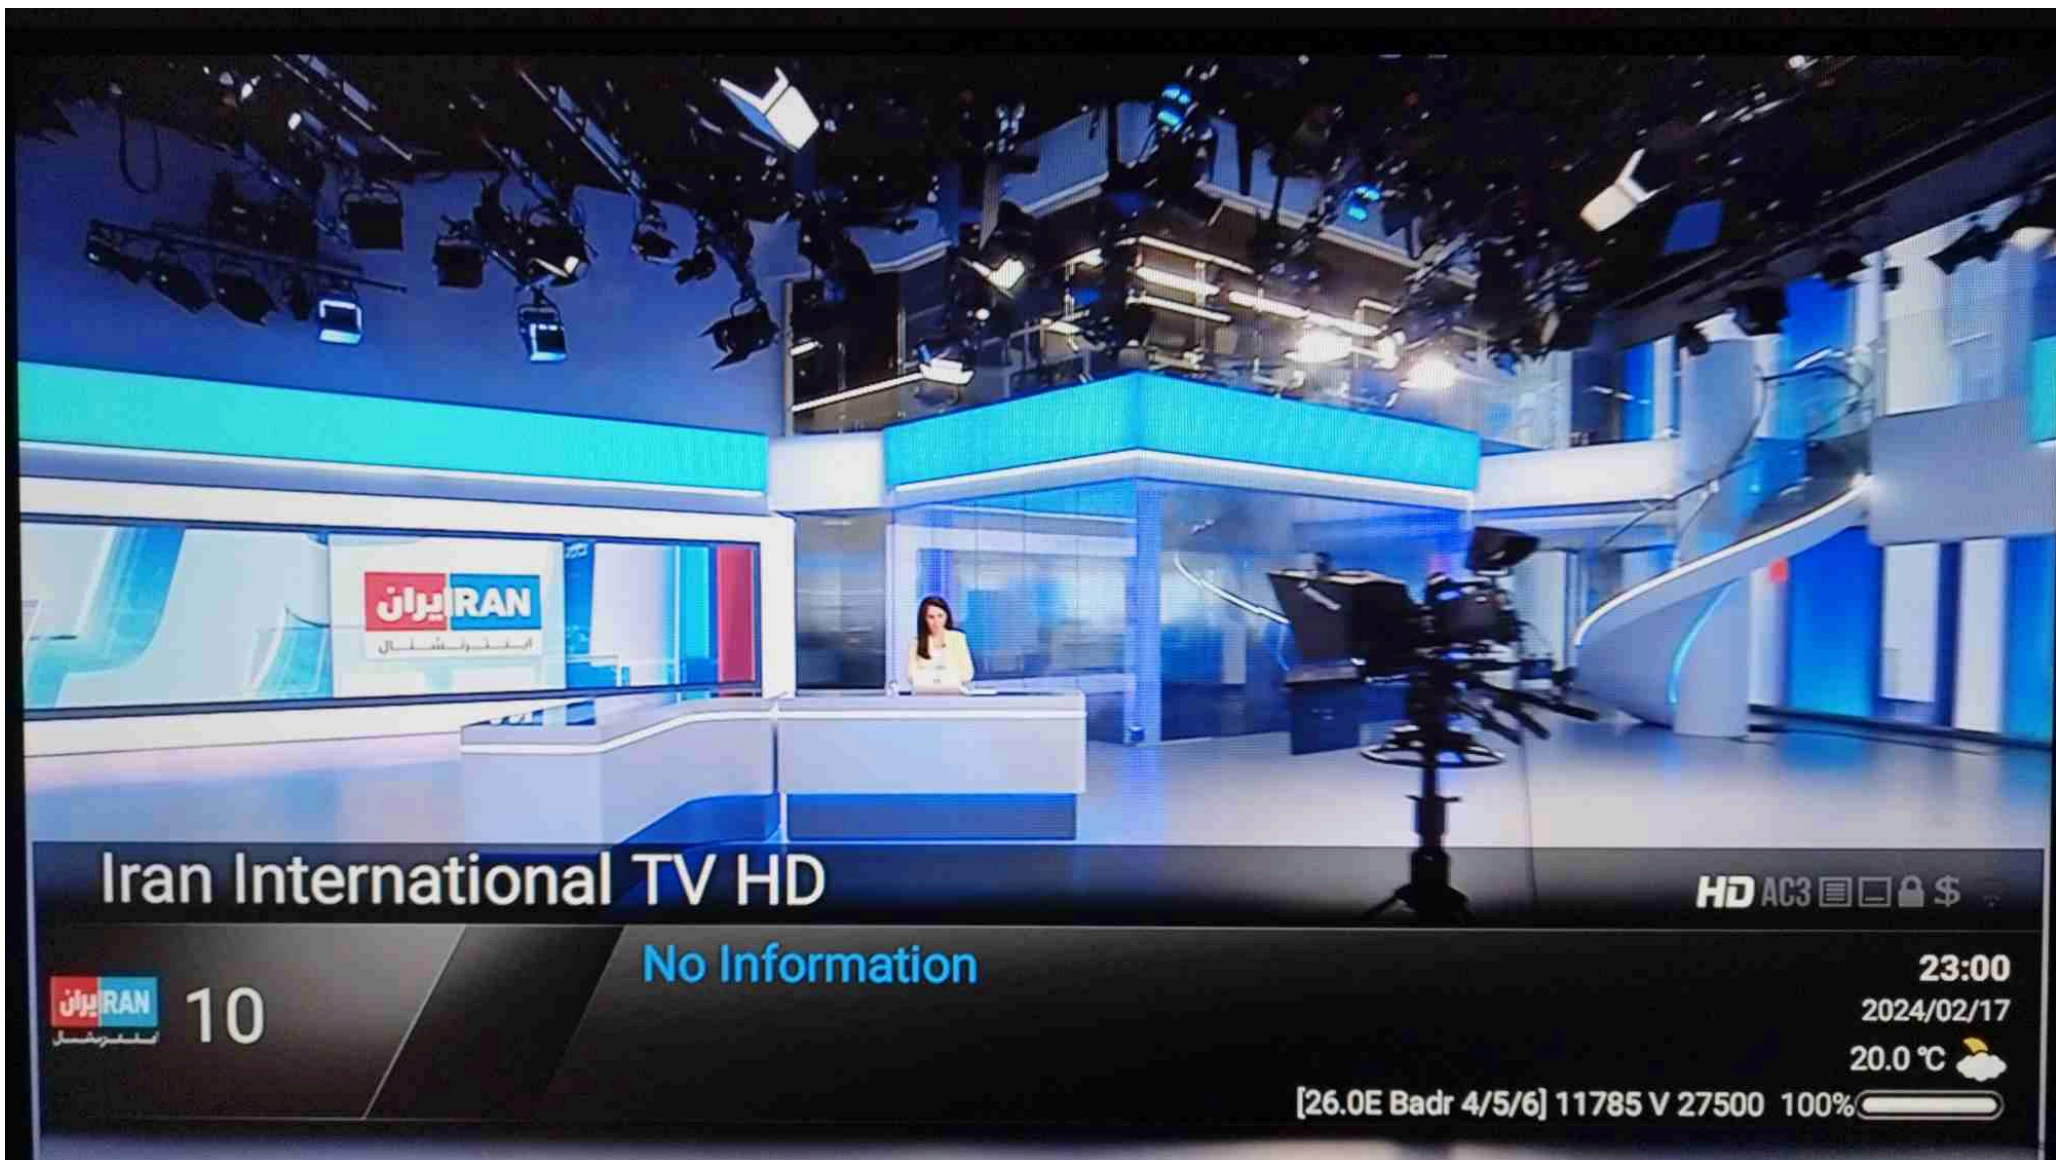 ایران IRAN
اینترنشنال
Iran International TV HD
HD AC3 $
No Information
ایران IRAN
اینترنشنال
10
23:00
2024/02/17
20.0 °C
[26.0E Badr 4/5/6] 11785 V 27500 100%